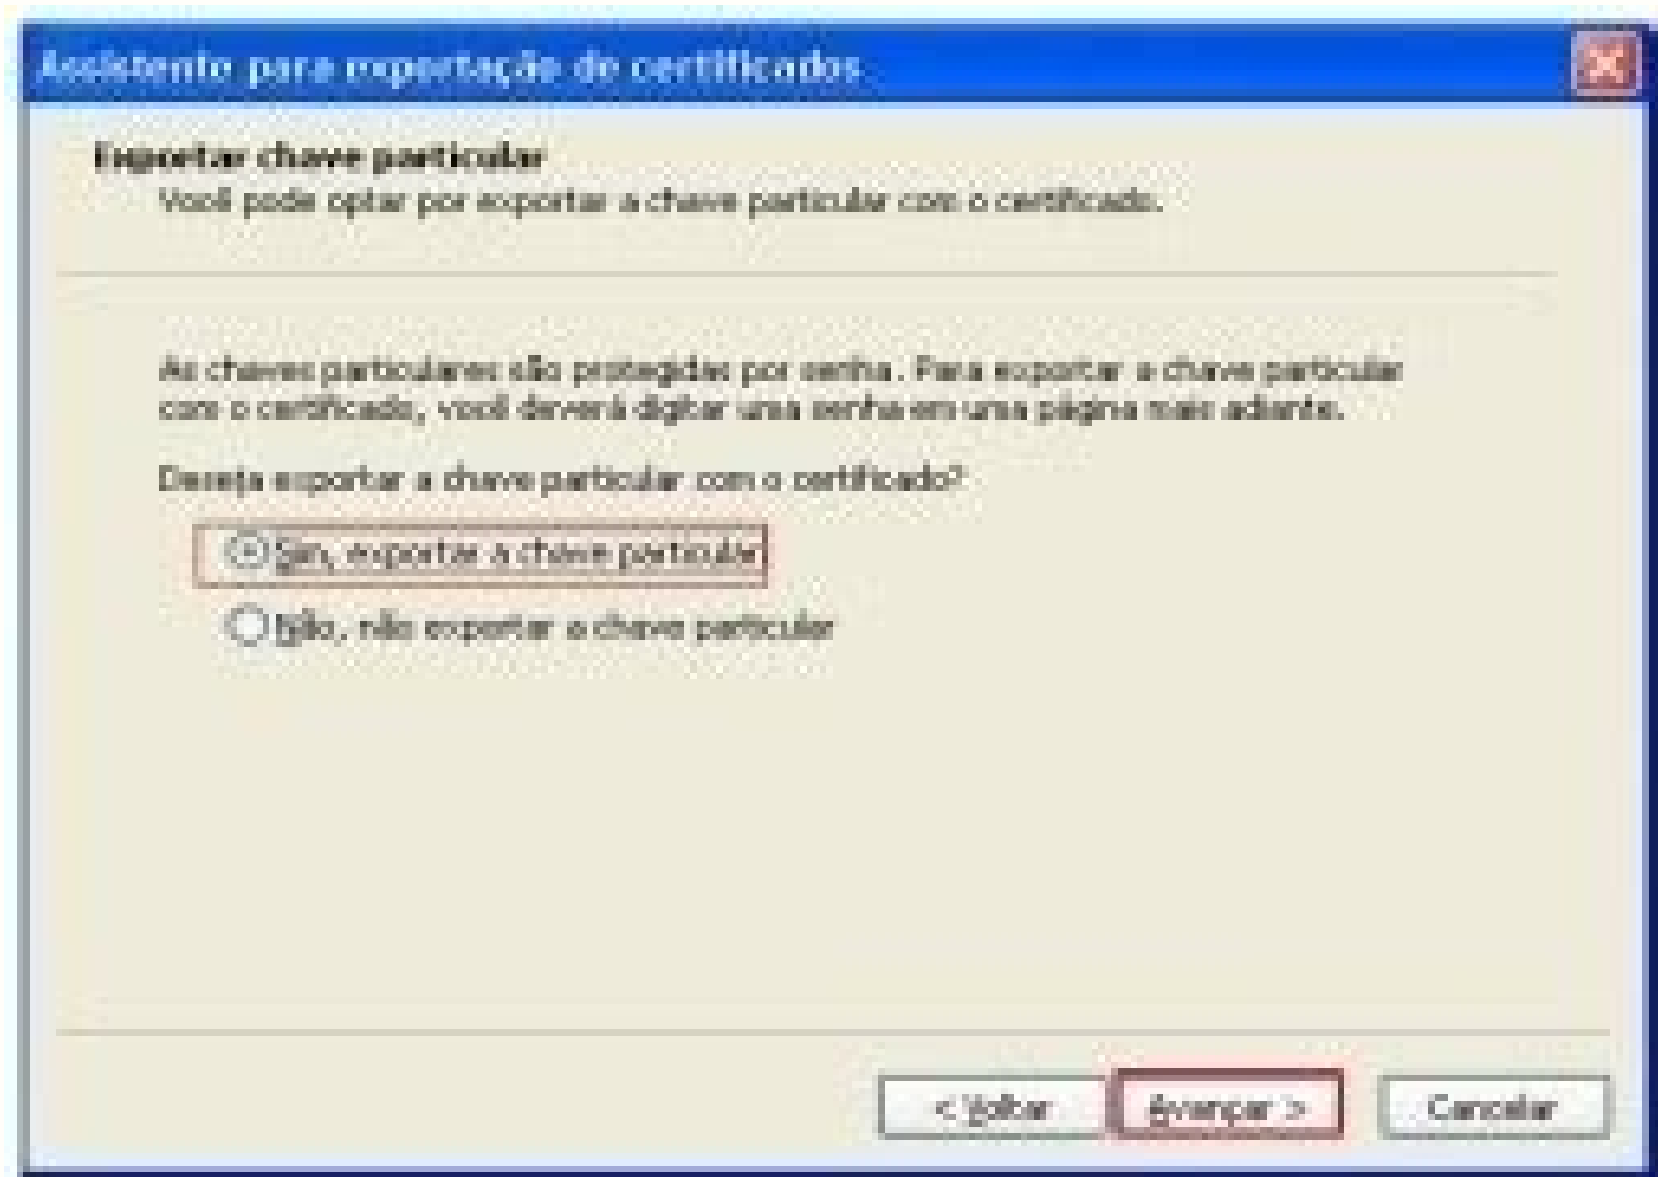 Assistente para exportação de certificados
Exportar chave particular
Você pode optar por exportar a chave particular com o certificado.
As chaves particulares são protegidas por senha. Para exportar a chave particular
com o certificado, você deverá digitar uma senha em uma página mais adiante.
Deseja exportar a chave particular com o certificado?
Sim, exportar a chave particular
Não, não exportar a chave particular
< Voltar
Avançar >
Cancelar